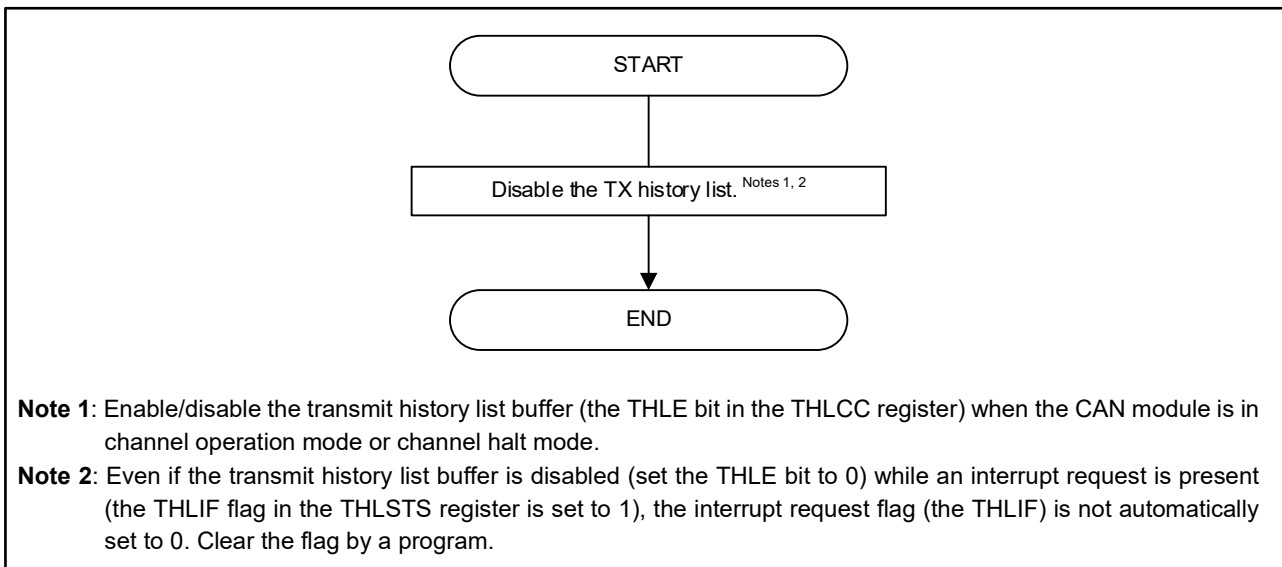 START
Disable the TX history list. Notes 1, 2
END
Note 1: Enable/disable the transmit history list buffer (the THLE bit in the THLCC register) when the CAN module is in
channel operation mode or channel halt mode.
Note 2: Even if the transmit history list buffer is disabled (set the THLE bit to 0) while an interrupt request is present
(the THLIF flag in the THLSTS register is set to 1), the interrupt request flag (the THLIF) is not automatically
set to 0. Clear the flag by a program.